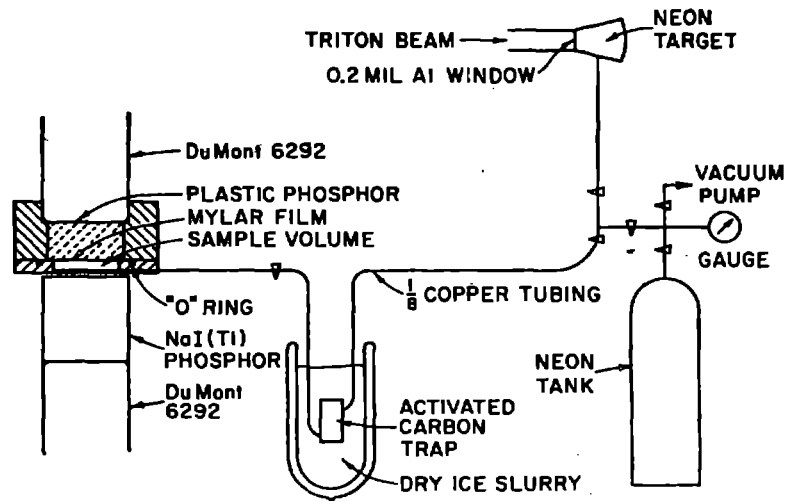 NEON
TARGET
TRITON BEAM
0.2 MIL Al WINDOW
DuMont 6292
PLASTIC PHOSPHOR
MYLAR FILM
SAMPLE VOLUME
VACUUM
PUMP
GAUGE
"O" RING
1/8 COPPER TUBING
NaI(Tl)
PHOSPHOR
DuMont
6292
ACTIVATED
CARBON
TRAP
DRY ICE SLURRY
NEON
TANK